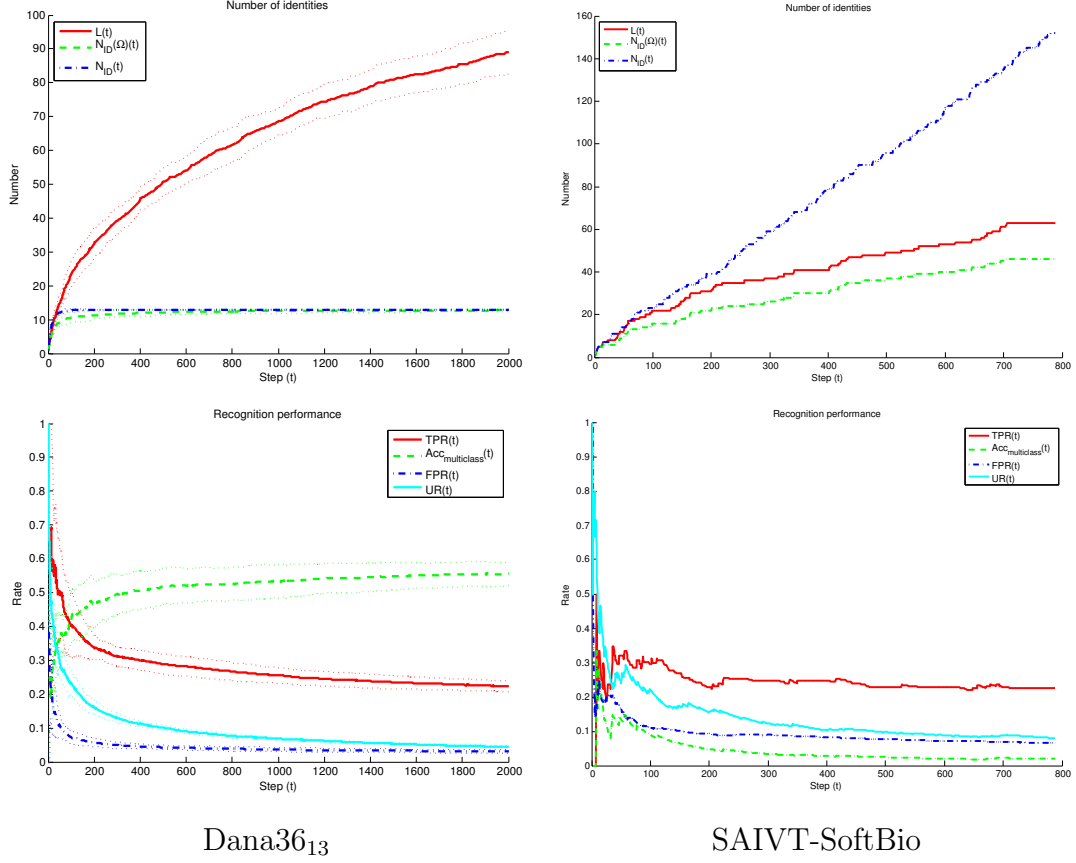 Number of identities
L(t)
N_ID(Ω)(t)
N_ID(t)
100
90
80
70
60
50
40
30
20
10
0
Number
0 200 400 600 800 1000 1200 1400 1600 1800 2000
Step (t)
Number of identities
L(t)
N_ID(Ω)(t)
N_ID(t)
160
140
120
100
80
60
40
20
0
Number
0 100 200 300 400 500 600 700 800
Step (t)
Recognition performance
TPR(t)
Acc_multiclass(t)
FPR(t)
UR(t)
1
0.9
0.8
0.7
0.6
0.5
0.4
0.3
0.2
0.1
0
Rate
0 200 400 600 800 1000 1200 1400 1600 1800 2000
Step (t)
Recognition performance
TPR(t)
Acc_multiclass(t)
FPR(t)
UR(t)
1
0.9
0.8
0.7
0.6
0.5
0.4
0.3
0.2
0.1
0
Rate
0 100 200 300 400 500 600 700 800
Step (t)
Dana36₁₃
SAIVT-SoftBio